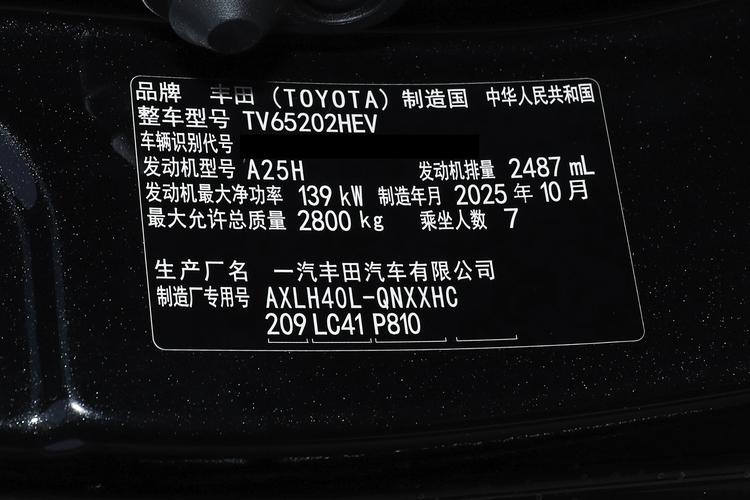 品牌 丰田 (TOYOTA) 制造国 中华人民共和国
整车型号 TV65202HEV
车辆识别代号
发动机型号 A25H 发动机排量 2487 mL
发动机最大净功率 139 kW 制造年月 2025 年 10 月
最大允许总质量 2800 kg 乘坐人数 7
生产厂名 一汽丰田汽车有限公司
制造厂专用号 AXLH40L-QNXXHC
209 LC41 P810